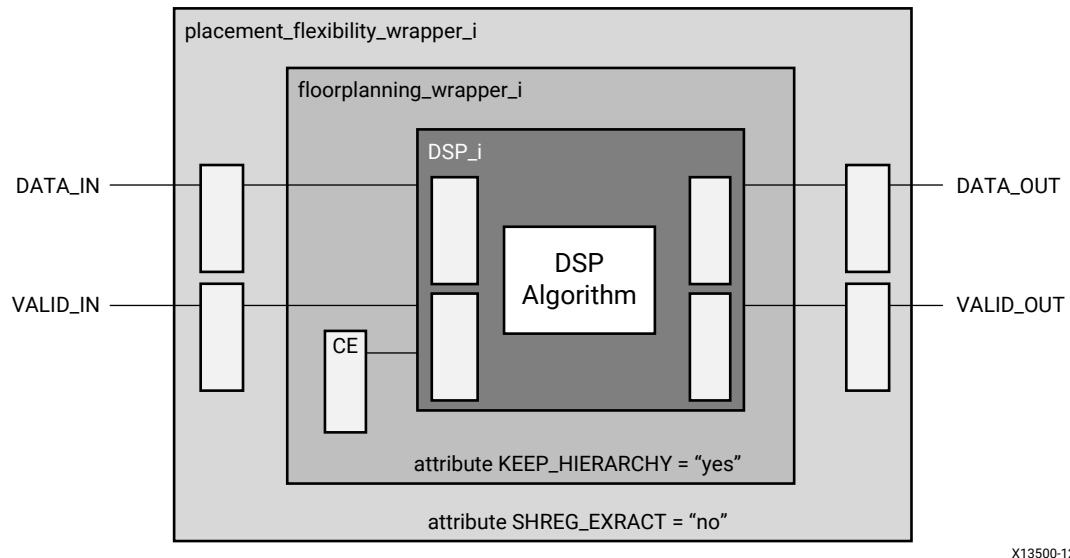 placement_flexibility_wrapper_i
floorplanning_wrapper_i
DSP_i
DATA_IN
DATA_OUT
DSP
Algorithm
VALID_IN
VALID_OUT
CE
attribute KEEP_HIERARCHY = “yes”
attribute SHREG_EXRACT = “no”